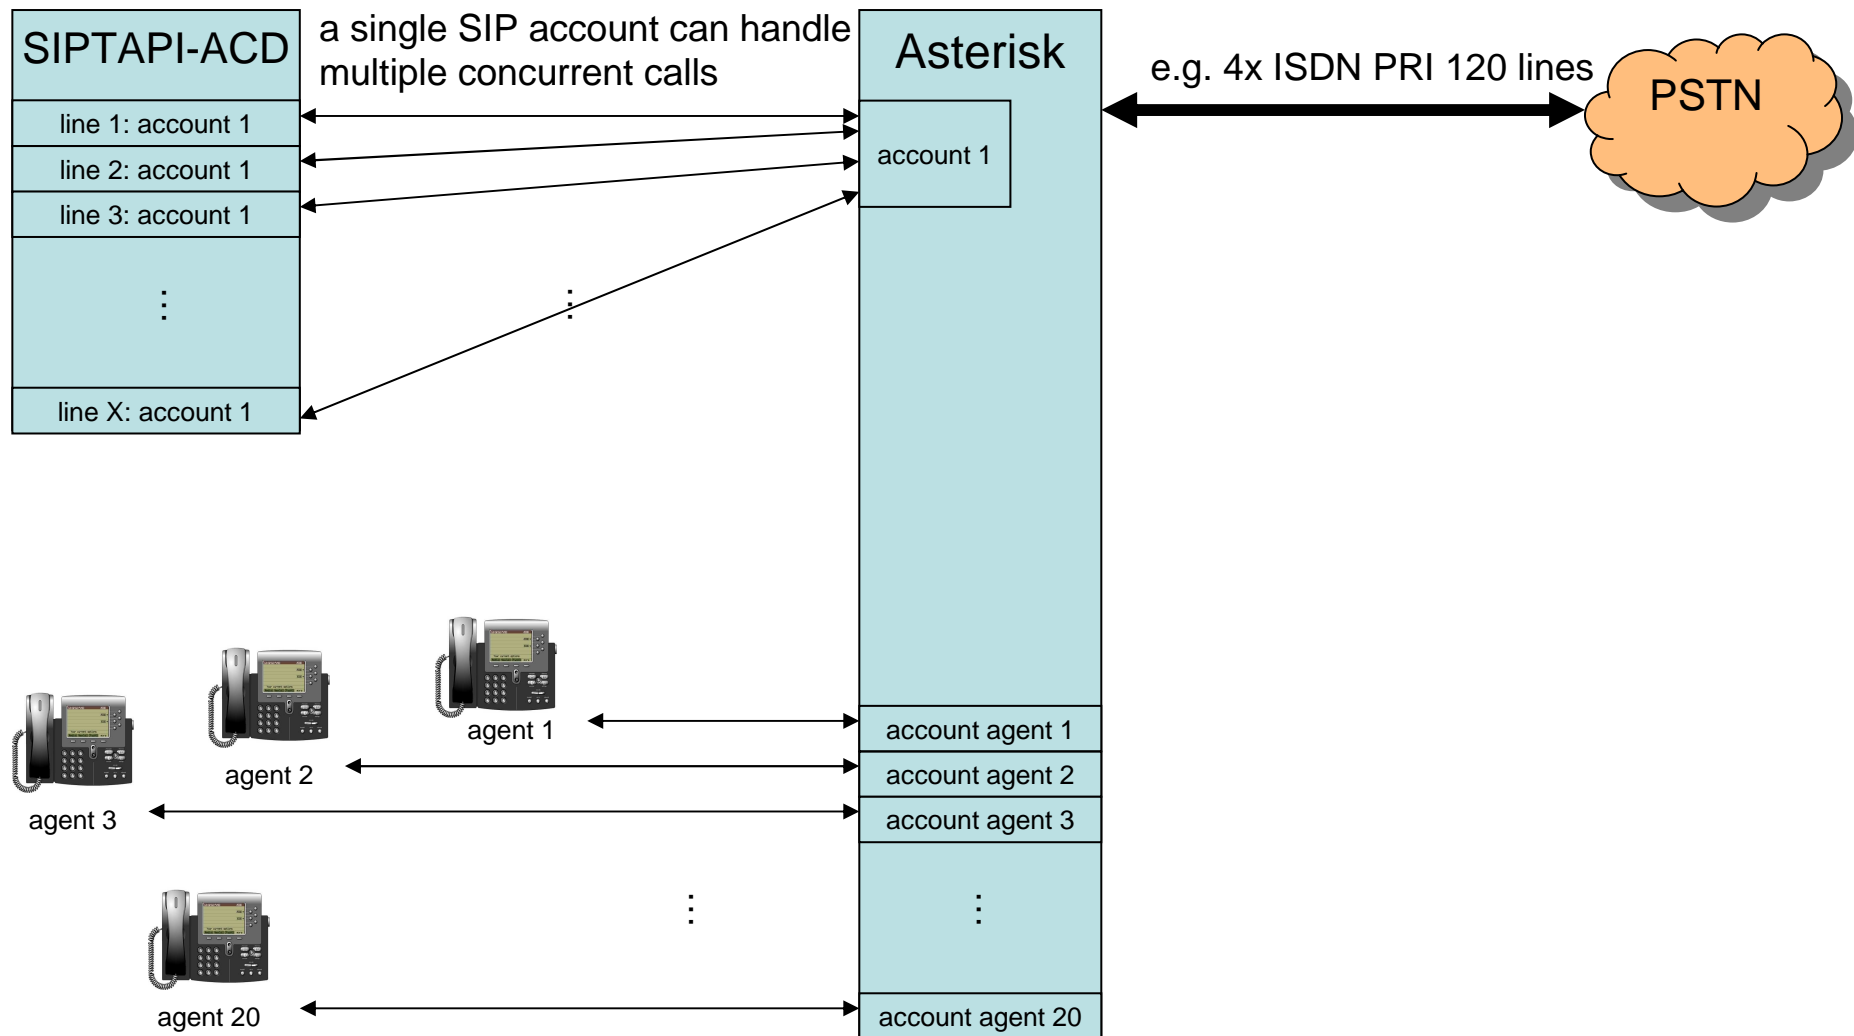 SIPTAPI-ACD
a single SIP account can handle
multiple concurrent calls
Asterisk
e.g. 4x ISDN PRI 120 lines
PSTN
line 1: account 1
line 2: account 1
line 3: account 1
...
line X: account 1
...
account 1
agent 1
agent 2
agent 3
...
agent 20
account agent 1
account agent 2
account agent 3
...
account agent 20